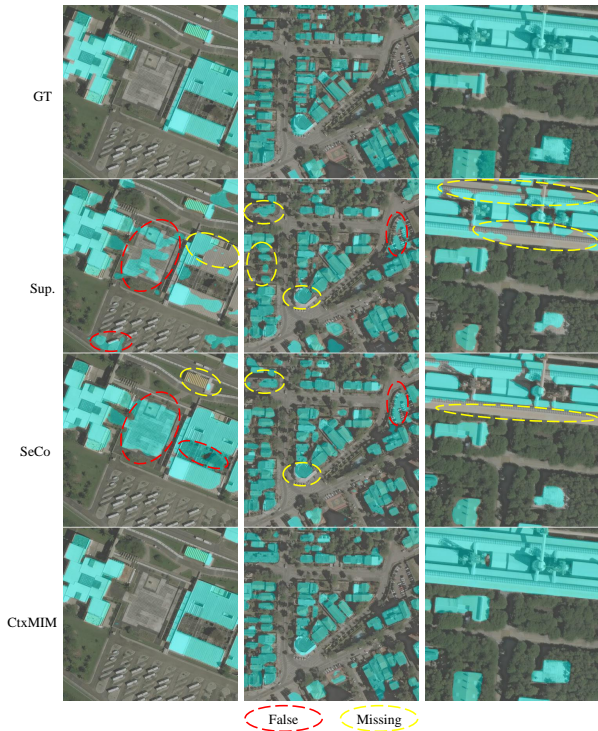 GT
Sup.
SeCo
CtxMIM
False
Missing